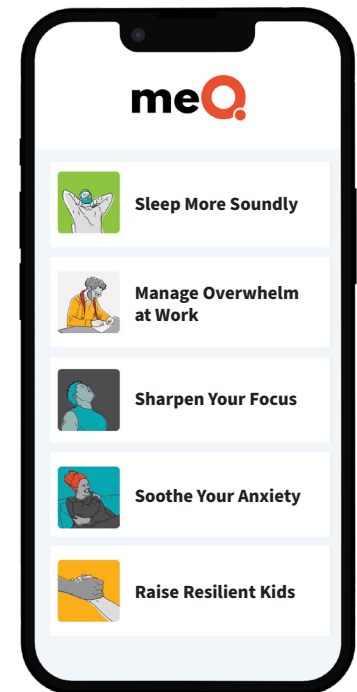 meQ
Sleep More Soundly
Manage Overwhelm
at Work
Sharpen Your Focus
Soothe Your Anxiety
Raise Resilient Kids